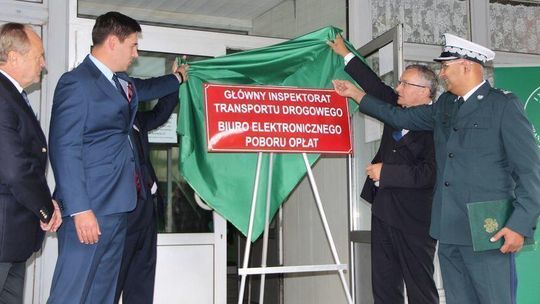 GŁÓWNY INSPEKTORAT
TRANSPORTU DROGOWEGO
BIURO ELEKTRONICZNEGO
POBORU OPŁAT